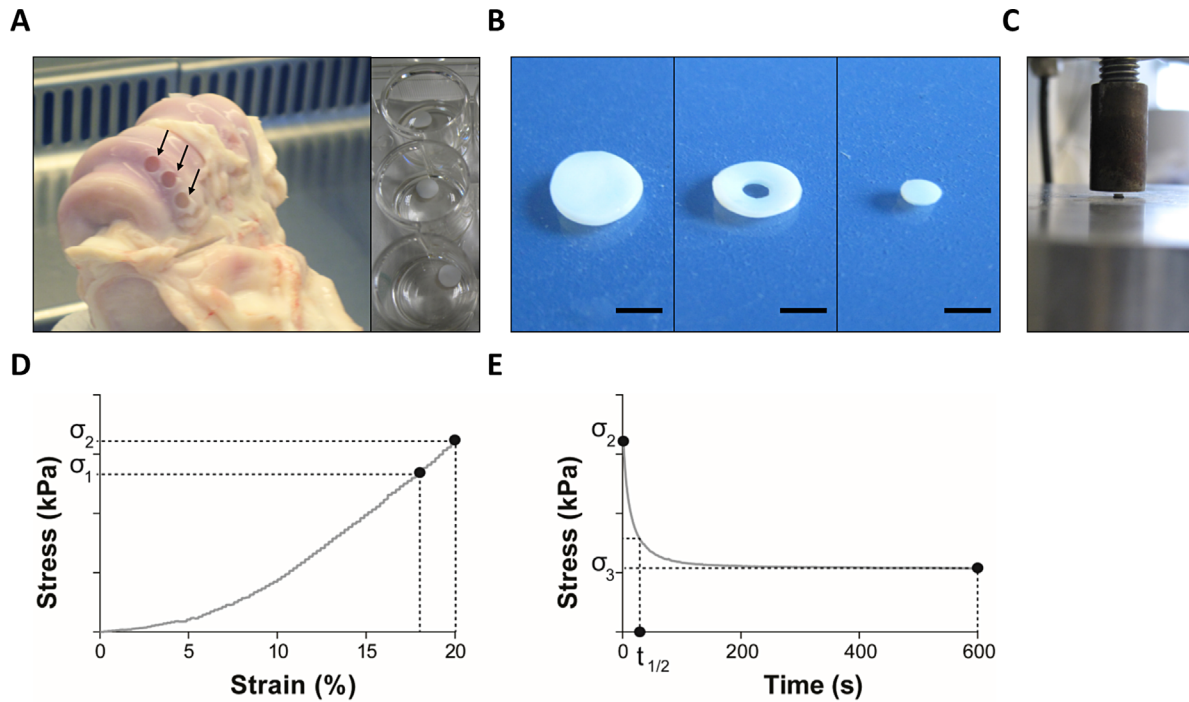 A
B
C
D
E
σ2
σ1
Stress (kPa)
0
5
10
15
20
Strain (%)
σ2
σ3
Stress (kPa)
0
t1/2
200
400
600
Time (s)